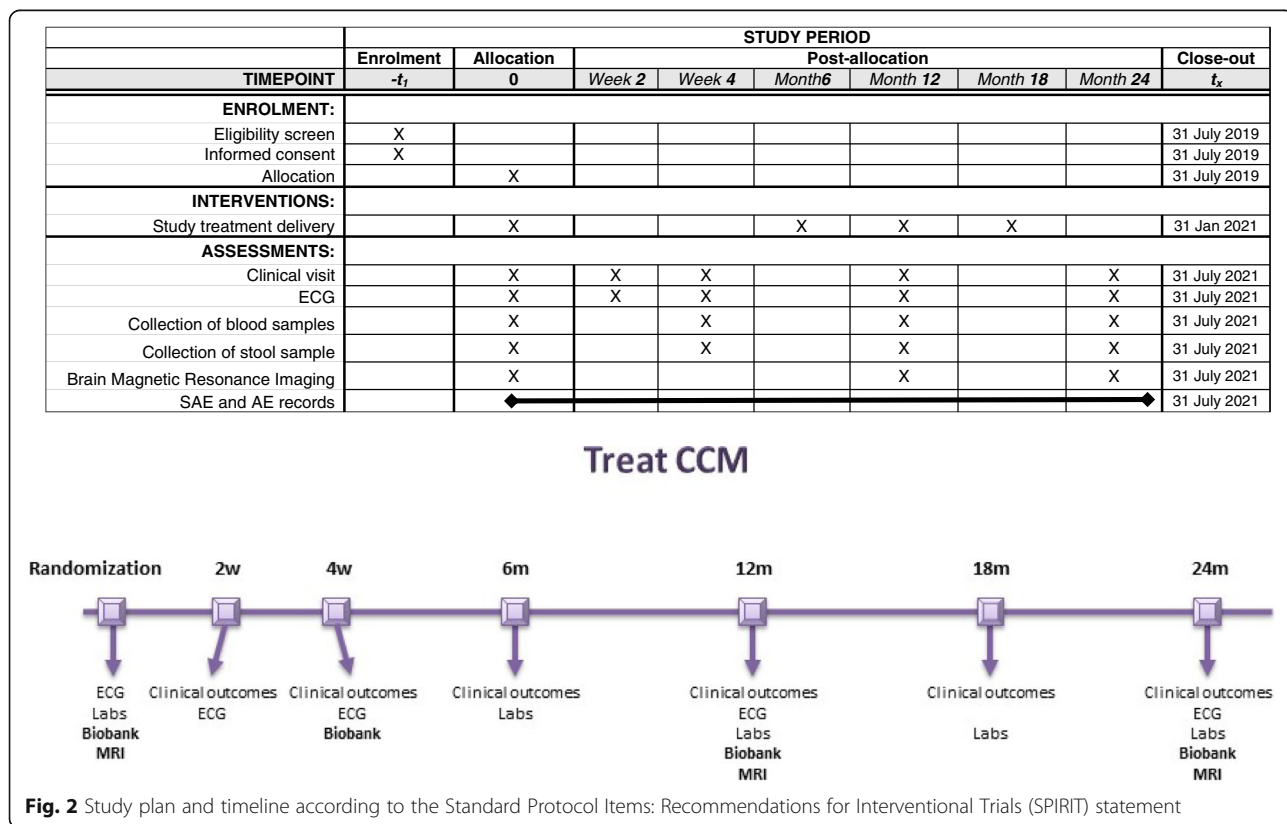 STUDY PERIOD
Enrolment Allocation Post-allocation Close-out
TIMEPOINT -t1 0 Week 2 Week 4 Month6 Month 12 Month 18 Month 24 tx
ENROLMENT:
Eligibility screen X 31 July 2019
Informed consent X 31 July 2019
Allocation X 31 July 2019
INTERVENTIONS:
Study treatment delivery X X X X 31 Jan 2021
ASSESSMENTS:
Clinical visit X X X X X 31 July 2021
ECG X X X X X 31 July 2021
Collection of blood samples X X X X 31 July 2021
Collection of stool sample X X X X 31 July 2021
Brain Magnetic Resonance Imaging X X X 31 July 2021
SAE and AE records 31 July 2021
Treat CCM
Randomization 2w 4w 6m 12m 18m 24m
ECG Clinical outcomes Clinical outcomes Clinical outcomes Clinical outcomes Clinical outcomes Clinical outcomes
Labs ECG ECG Labs ECG ECG
Biobank Biobank Labs Labs Labs
MRI Biobank Biobank
MRI MRI
Fig. 2 Study plan and timeline according to the Standard Protocol Items: Recommendations for Interventional Trials (SPIRIT) statement